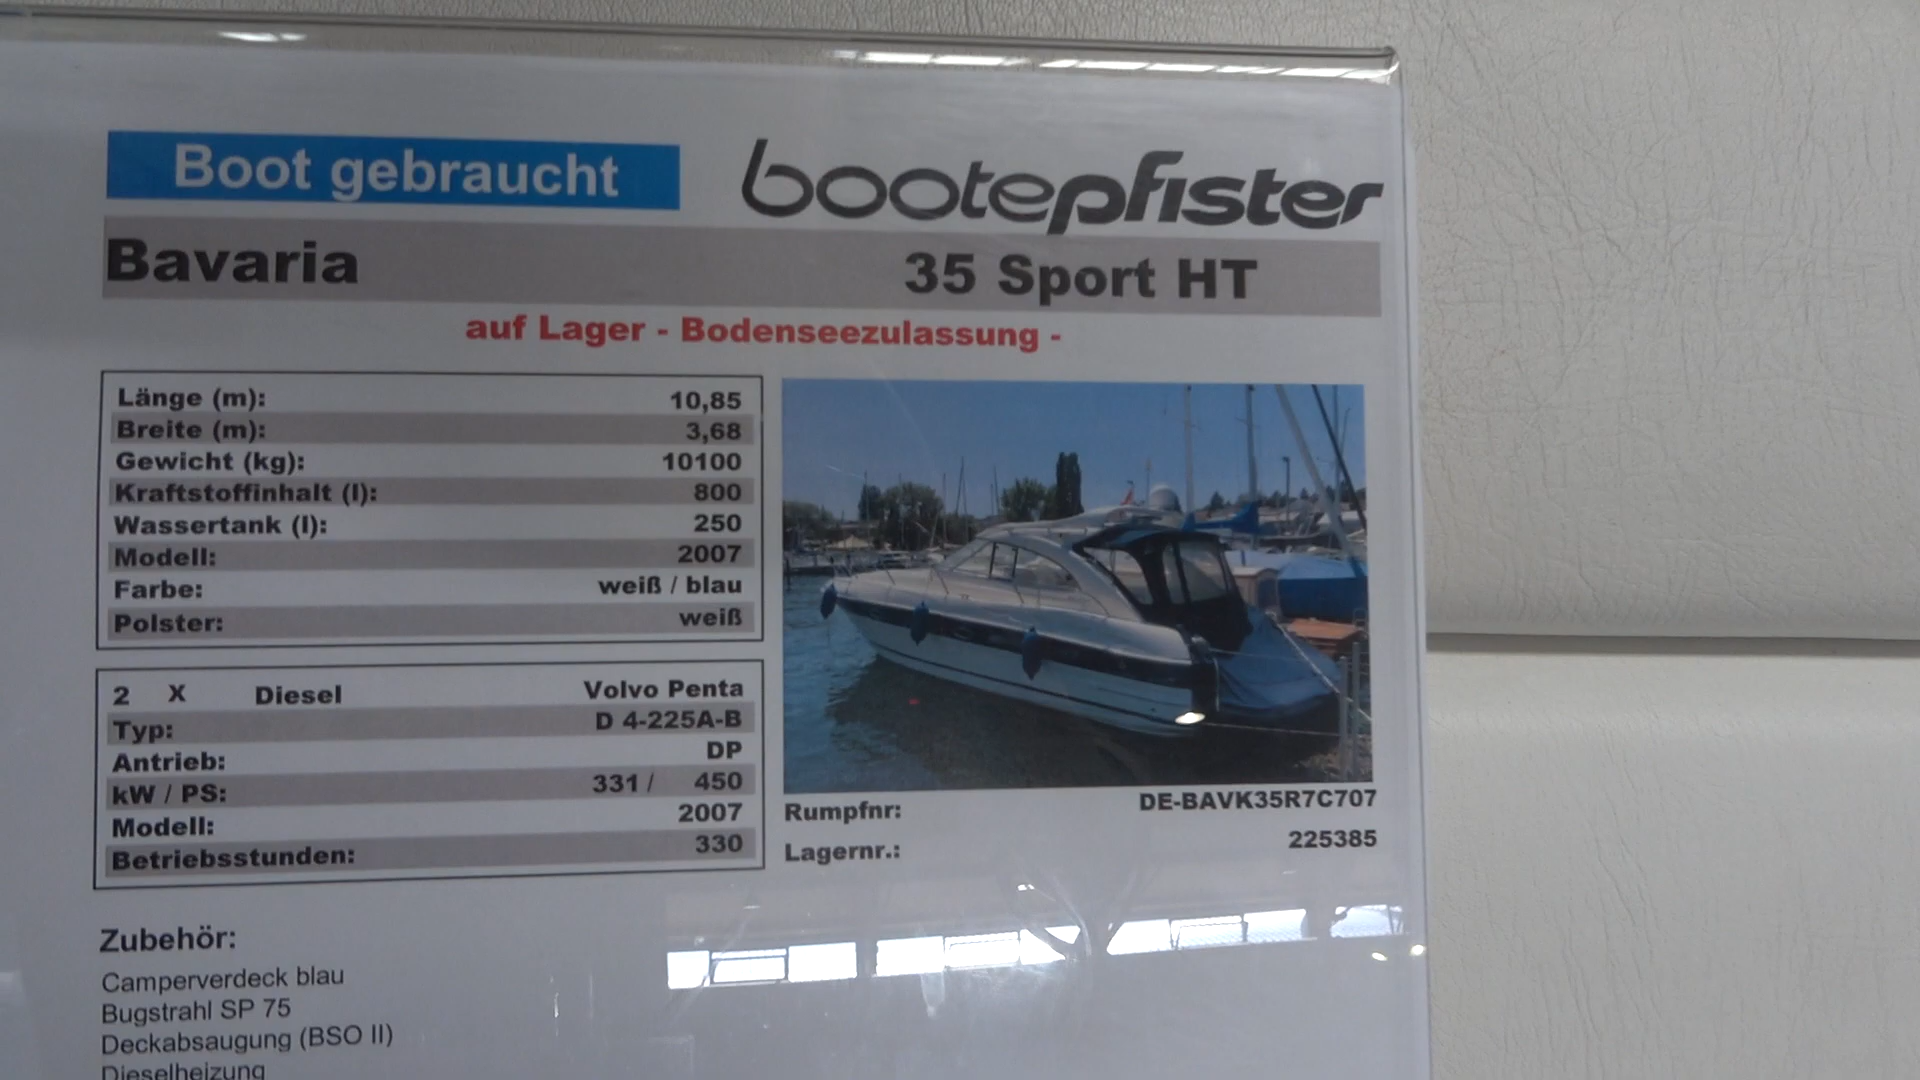 Boot gebraucht
bootepfister
Bavaria 35 Sport HT
auf Lager - Bodenseezulassung -
Länge (m): 10,85
Breite (m): 3,68
Gewicht (kg): 10100
Kraftstoffinhalt (l): 800
Wassertank (l): 250
Modell: 2007
Farbe: weiß / blau
Polster: weiß
2 X Diesel Volvo Penta
Typ: D 4-225A-B
Antrieb: DP
kW / PS: 331 / 450
Modell: 2007
Betriebsstunden: 330
Rumpfnr: DE-BAVK35R7C707
Lagernr.: 225385
Zubehör:
Camperverdeck blau
Bugstrahl SP 75
Deckabsaugung (BSO II)
Dieselheizung